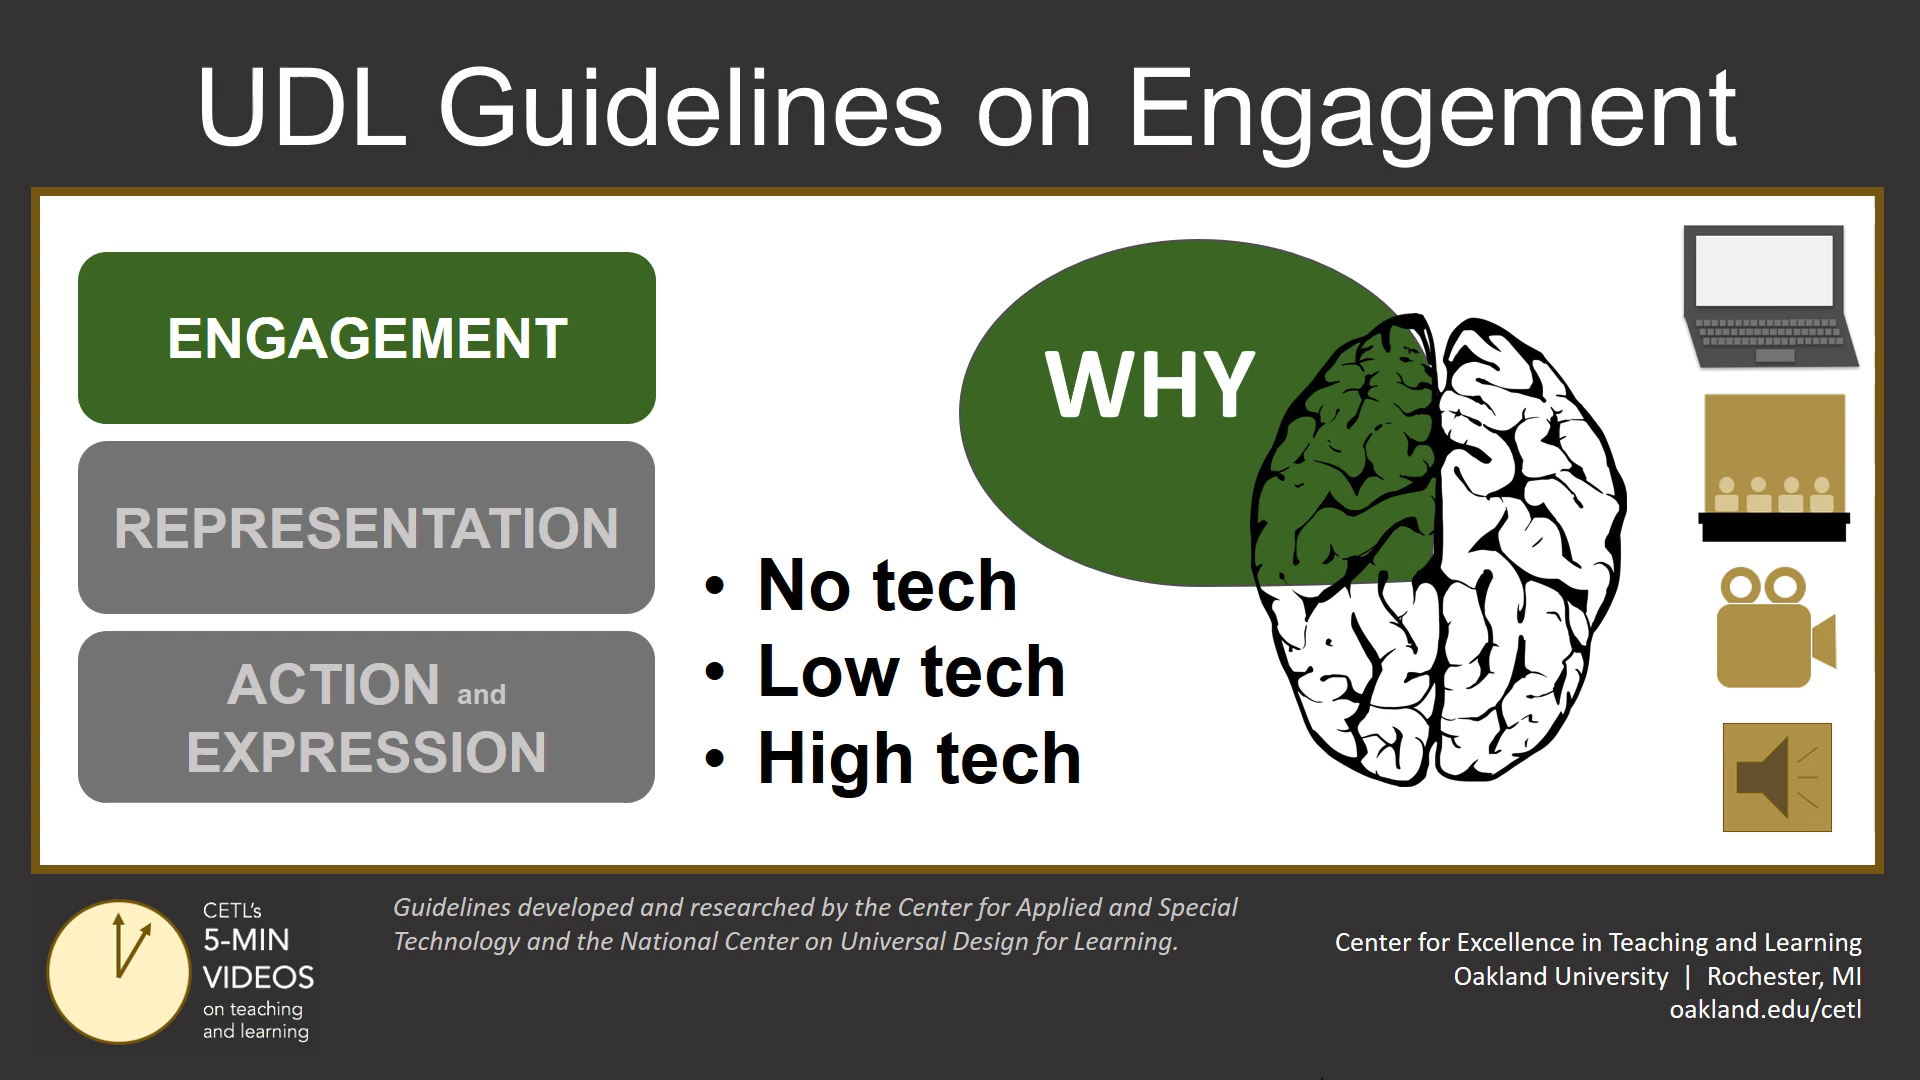 UDL Guidelines on Engagement
ENGAGEMENT
REPRESENTATION
ACTION and
EXPRESSION
WHY
• No tech
• Low tech
• High tech
CETL's
5-MIN
VIDEOS
on teaching
and learning
Guidelines developed and researched by the Center for Applied and Special
Technology and the National Center on Universal Design for Learning.
Center for Excellence in Teaching and Learning
Oakland University | Rochester, MI
oakland.edu/cetl